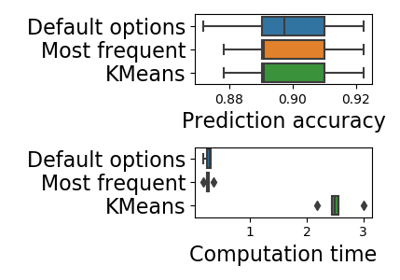 Default options
Most frequent
KMeans
0.88 0.90 0.92
Prediction accuracy
Default options
Most frequent
KMeans
1 2 3
Computation time